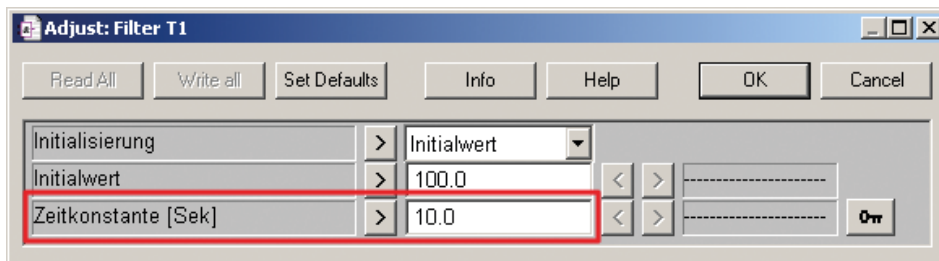 Adjust: Filter T1
Read All Write all Set Defaults Info Help OK Cancel
Initialisierung > Initialwert
Initialwert > 100.0 < > ----------------------
Zeitkonstante [Sek] > 10.0 < > ----------------------